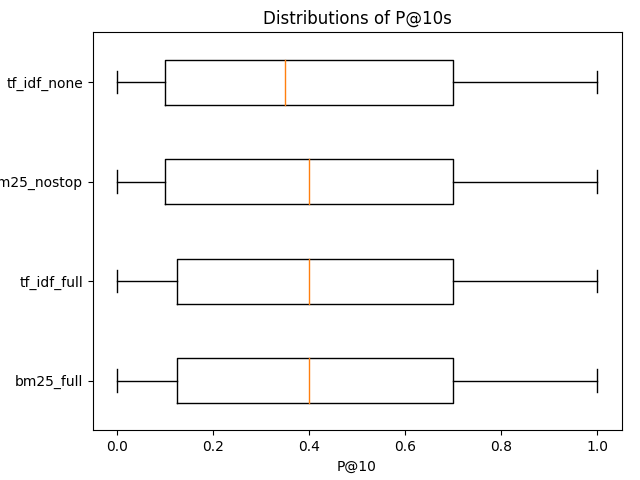 Distributions of P@10s
tf_idf_none
m25_nostop
tf_idf_full
bm25_full
0.0 0.2 0.4 0.6 0.8 1.0
P@10